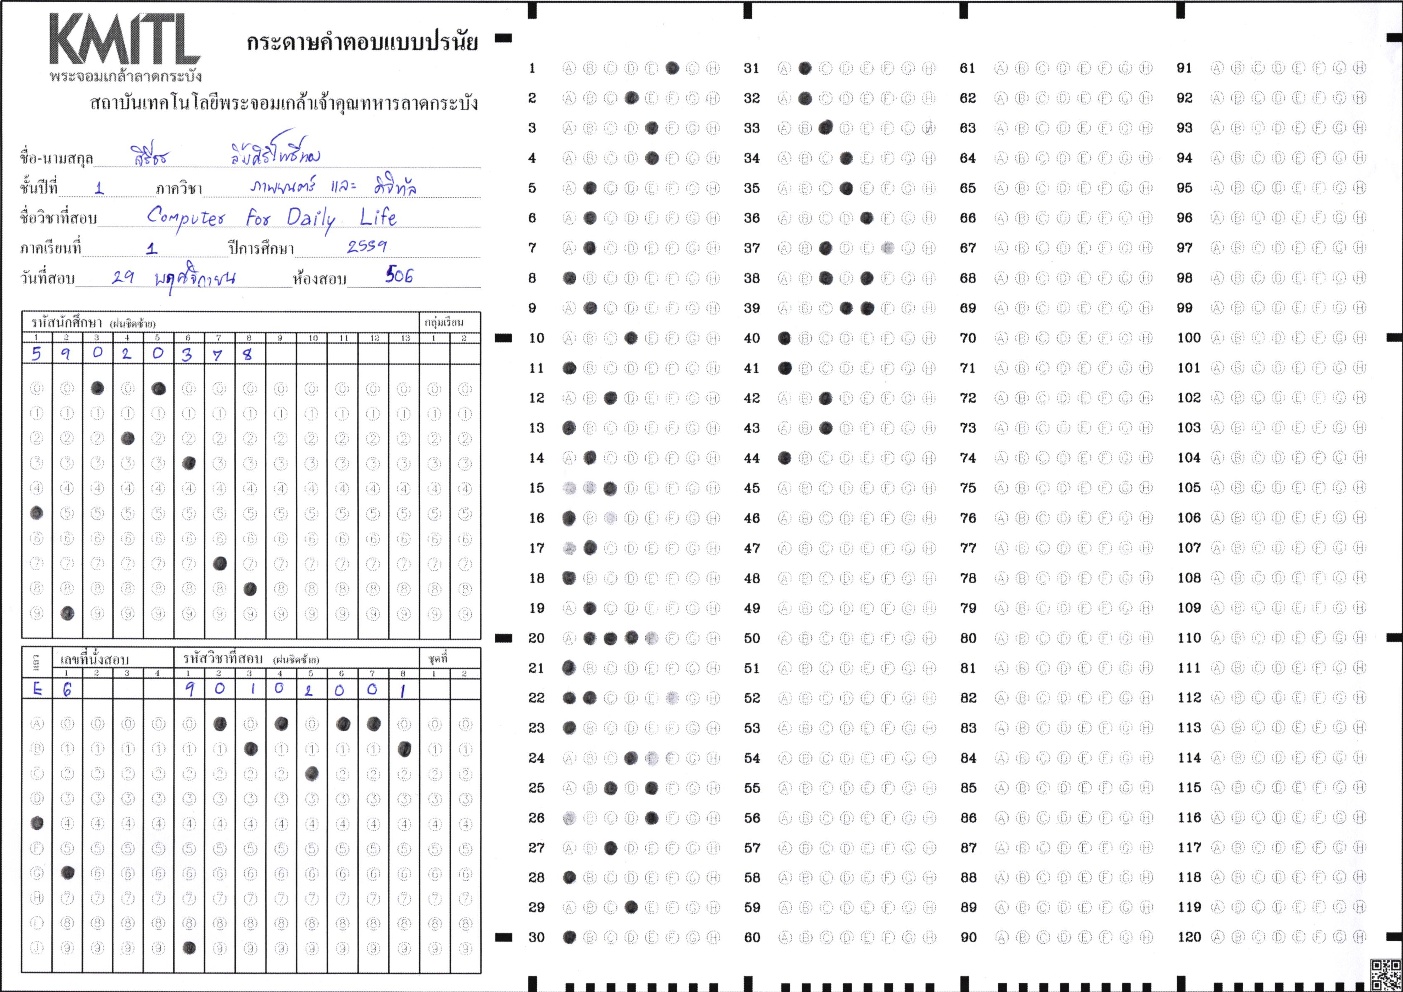 KMITL
พระจอมเกล้าลาดกระบัง
กระดาษคำตอบแบบปรนัย
สถาบันเทคโนโลยีพระจอมเกล้าเจ้าคุณทหารลาดกระบัง
ชื่อ-นามสกุล สิริธร
ชั้นปีที่ 1 ภาควิชา ภาพยนตร์ และ ดิจิทัล
ชื่อวิชาที่สอบ Computer for Daily Life
ภาคเรียนที่ 1 ปีการศึกษา 2559
วันที่สอบ 29 พฤศจิกายน ห้องสอบ 506
รหัสนักศึกษา (ฝนชิดซ้าย) กลุ่มเรียน
1 2 3 4 5 6 7 8 9 10 11 12 13 1 2
5 9 0 2 0 3 7 8
แถว เลขที่นั่งสอบ รหัสวิชาที่สอบ (ฝนชิดซ้าย) ชุดที่
1 2 3 4 1 2 3 4 5 6 7 8 1 2
E 6 9 0 1 0 2 0 0 1
1 A B C D E F G H 31 61 91
2 32 62 92
3 33 63 93
4 34 64 94
5 35 65 95
6 36 66 96
7 37 67 97
8 38 68 98
9 39 69 99
10 40 70 100
11 41 71 101
12 42 72 102
13 43 73 103
14 44 74 104
15 45 75 105
16 46 76 106
17 47 77 107
18 48 78 108
19 49 79 109
20 50 80 110
21 51 81 111
22 52 82 112
23 53 83 113
24 54 84 114
25 55 85 115
26 56 86 116
27 57 87 117
28 58 88 118
29 59 89 119
30 60 90 120